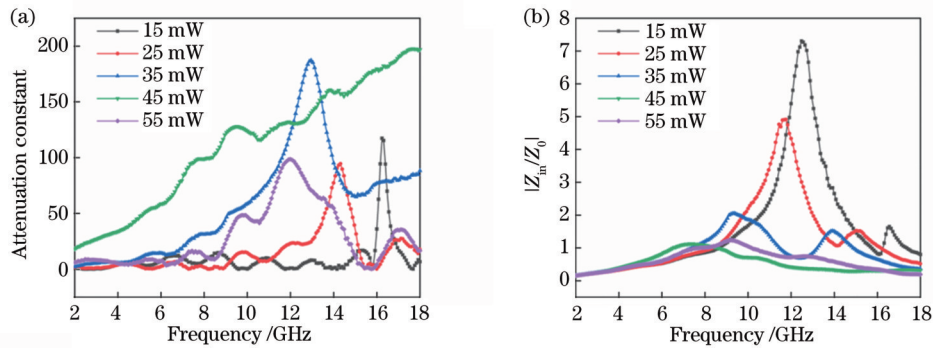 (a)
200
150
100
50
0
Attenuation constant
15 mW
25 mW
35 mW
45 mW
55 mW
2 4 6 8 10 12 14 16 18
Frequency /GHz
(b)
8
7
6
5
4
3
2
1
0
|Zin/Z0|
15 mW
25 mW
35 mW
45 mW
55 mW
2 4 6 8 10 12 14 16 18
Frequency /GHz